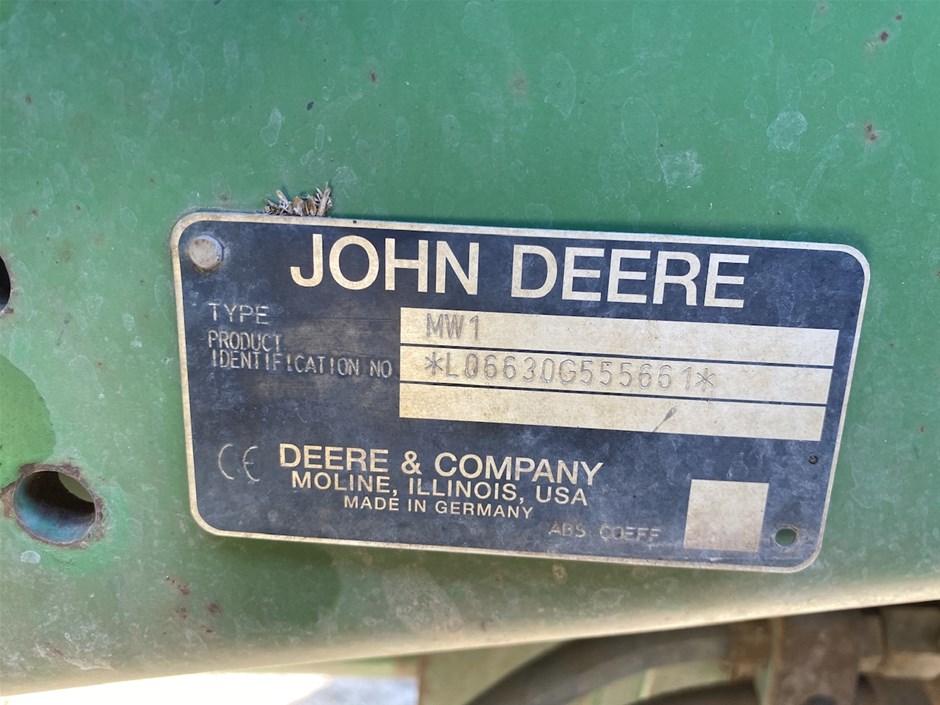 JOHN DEERE
TYPE
MW1
PRODUCT
IDENTIFICATION NO
*L06630G555661*
CE
DEERE & COMPANY
MOLINE, ILLINOIS, USA
MADE IN GERMANY
ABS. COEFF